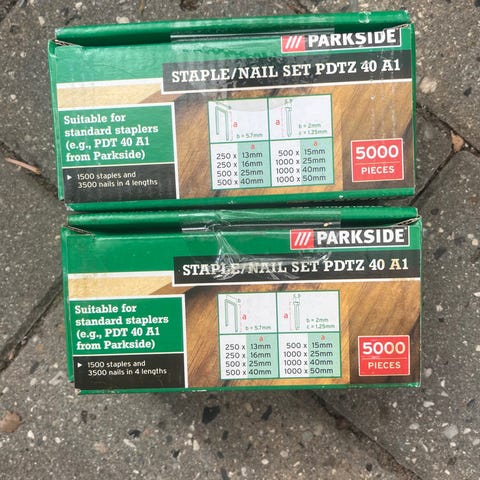 PARKSIDE
STAPLE/NAIL SET PDTZ 40 A1
Suitable for
standard staplers
(e.g., PDT 40 A1
from Parkside)
▶ 1500 staples and
3500 nails in 4 lengths
a
b = 5.7mm
a
b = 2mm
c = 1.25mm
a
250 x 13mm
250 x 16mm
500 x 25mm
500 x 40mm
a
500 x 15mm
1000 x 25mm
1000 x 40mm
1000 x 50mm
5000
PIECES
PARKSIDE
STAPLE/NAIL SET PDTZ 40 A1
Suitable for
standard staplers
(e.g., PDT 40 A1
from Parkside)
▶ 1500 staples and
3500 nails in 4 lengths
b
a
b = 5.7mm
a
b = 2mm
c = 1.25mm
a
250 x 13mm
250 x 16mm
500 x 25mm
500 x 40mm
a
500 x 15mm
1000 x 25mm
1000 x 40mm
1000 x 50mm
5000
PIECES